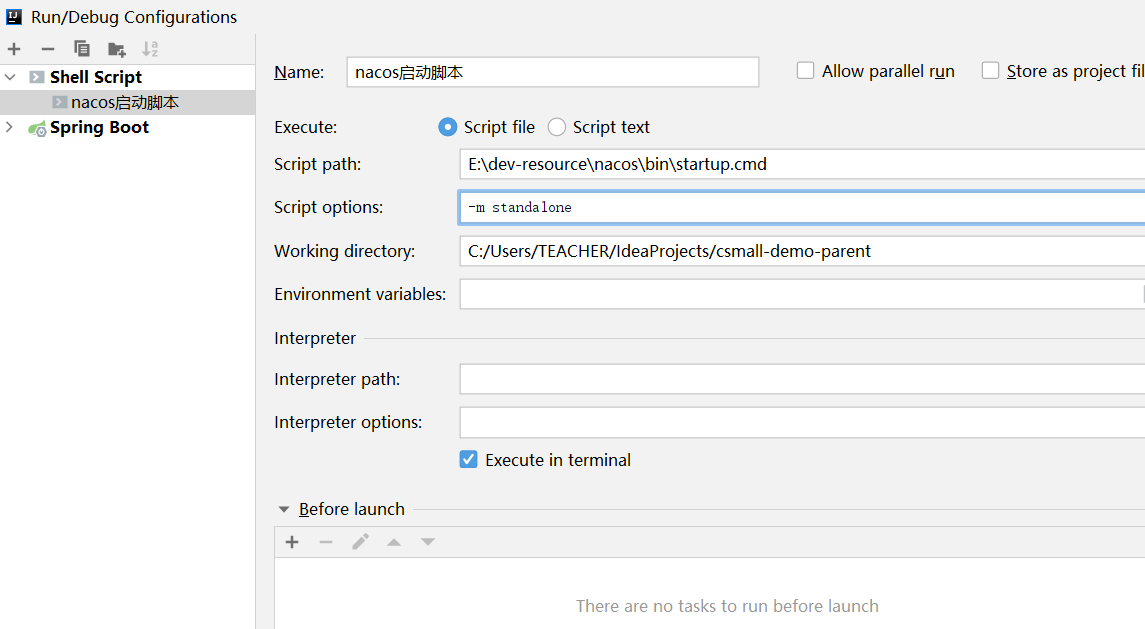 Run/Debug Configurations
Shell Script
nacos启动脚本
Spring Boot
Name: nacos启动脚本 Allow parallel run Store as project fil
Execute: Script file Script text
Script path: E:\dev-resource\nacos\bin\startup.cmd
Script options: -m standalone
Working directory: C:/Users/TEACHER/IdeaProjects/csmall-demo-parent
Environment variables:
Interpreter
Interpreter path:
Interpreter options:
Execute in terminal
Before launch
There are no tasks to run before launch